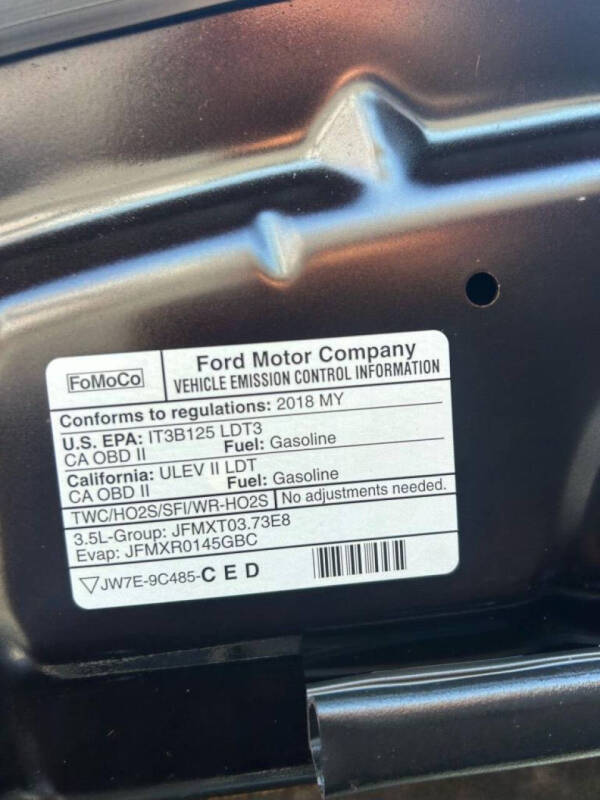 FoMoCo
Ford Motor Company
VEHICLE EMISSION CONTROL INFORMATION
Conforms to regulations: 2018 MY
U.S. EPA: IT3B125 LDT3
CA OBD II Fuel: Gasoline
California: ULEV II LDT
CA OBD II Fuel: Gasoline
TWC/HO2S/SFI/WR-HO2S No adjustments needed.
3.5L-Group: JFMXT03.73E8
Evap: JFMXR0145GBC
JW7E-9C485-C E D